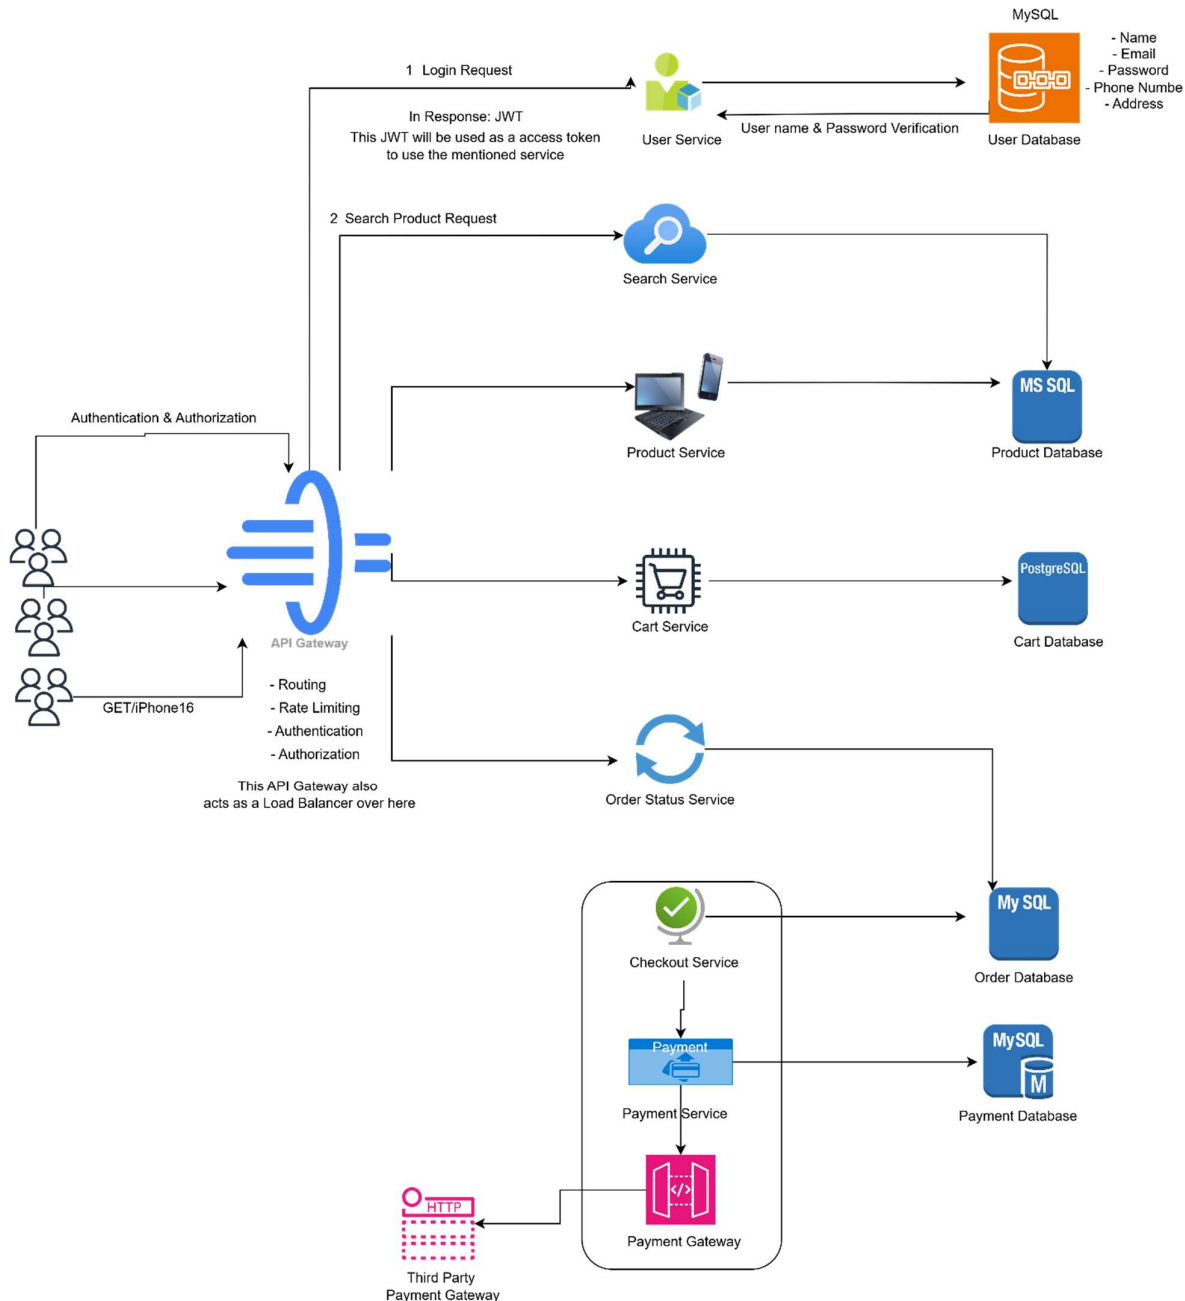 MySQL
- Name
- Email
- Password
- Phone Numbe
- Address
1 Login Request
In Response: JWT
This JWT will be used as a access token
to use the mentioned service
User Service
User name & Password Verification
User Database
2 Search Product Request
Search Service
MS SQL
Product Service
Product Database
Authentication & Authorization
PostgreSQL
Cart Service
Cart Database
API Gateway
GET/iPhone16
- Routing
- Rate Limiting
- Authentication
- Authorization
This API Gateway also
acts as a Load Balancer over here
Order Status Service
My SQL
Checkout Service
Order Database
Payment
MySQL
M
Payment Service
Payment Database
</>
HTTP
Payment Gateway
Third Party
Payment Gateway